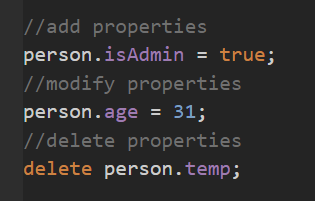 //add properties
person.isAdmin = true;
//modify properties
person.age = 31;
//delete properties
delete person.temp;